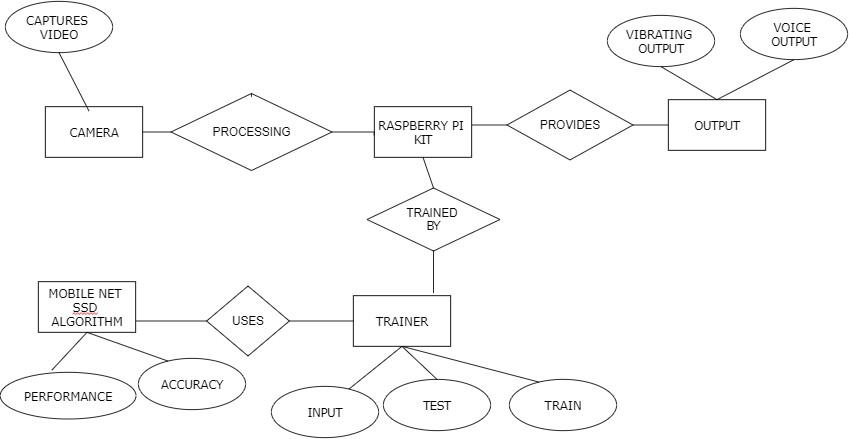 CAPTURES
VIDEO
VIBRATING
OUTPUT
VOICE
OUTPUT
CAMERA
PROCESSING
RASPBERRY PI
KIT
PROVIDES
OUTPUT
TRAINED
BY
MOBILE NET
SSD
ALGORITHM
USES
TRAINER
PERFORMANCE
ACCURACY
INPUT
TEST
TRAIN